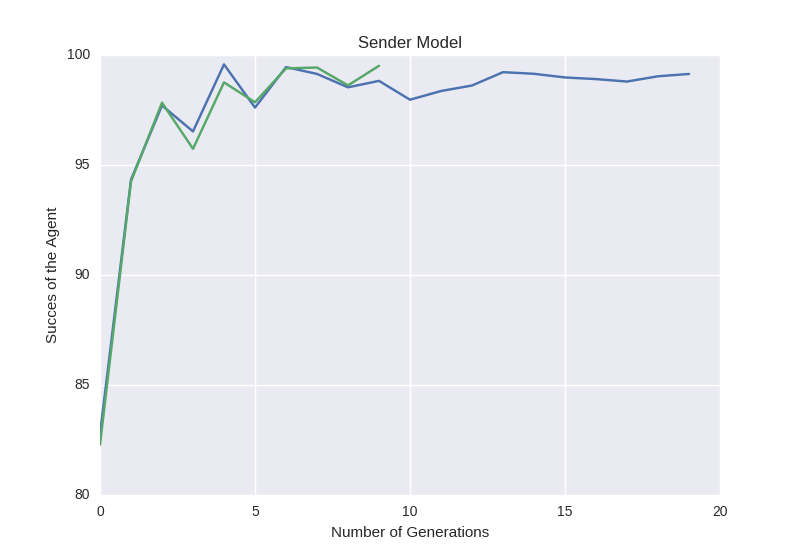 Sender Model
100
95
90
85
80
Succes of the Agent
0 5 10 15 20
Number of Generations